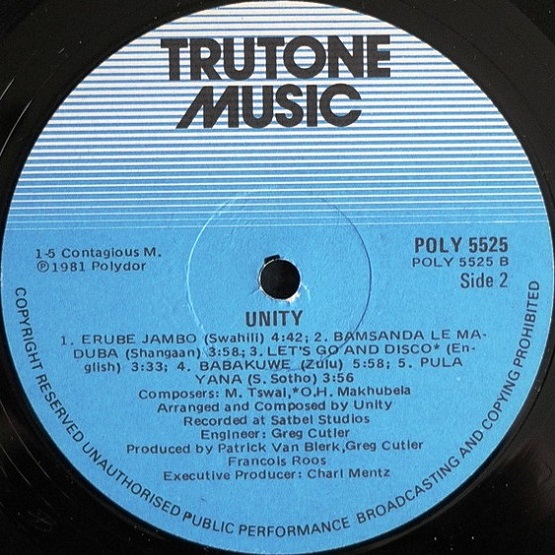 TRUTONE
MUSIC
1-5 Contagious M.
℗1981 Polydor
POLY 5525
POLY 5525 B
Side 2
UNITY
1. ERUBE JAMBO (Swahili) 4:42; 2. BAMSANDA LE MA-
DUBA (Shangaan) 3:58; 3. LET'S GO AND DISCO* (En-
glish) 3:33; 4. BABAKUWE (Zulu) 5:58; 5. PULA
YANA (S. Sotho) 3:56
Composers: M. Tswai,*O.H. Makhubela
Arranged and Composed by Unity
Recorded at Satbel Studios
Engineer: Greg Cutler
Produced by Patrick Van Blerk,Greg Cutler
Francois Roos
Executive Producer: Charl Mentz
COPYRIGHT RESERVED UNAUTHORISED PUBLIC PERFORMANCE BROADCASTING AND COPYING PROHIBITED